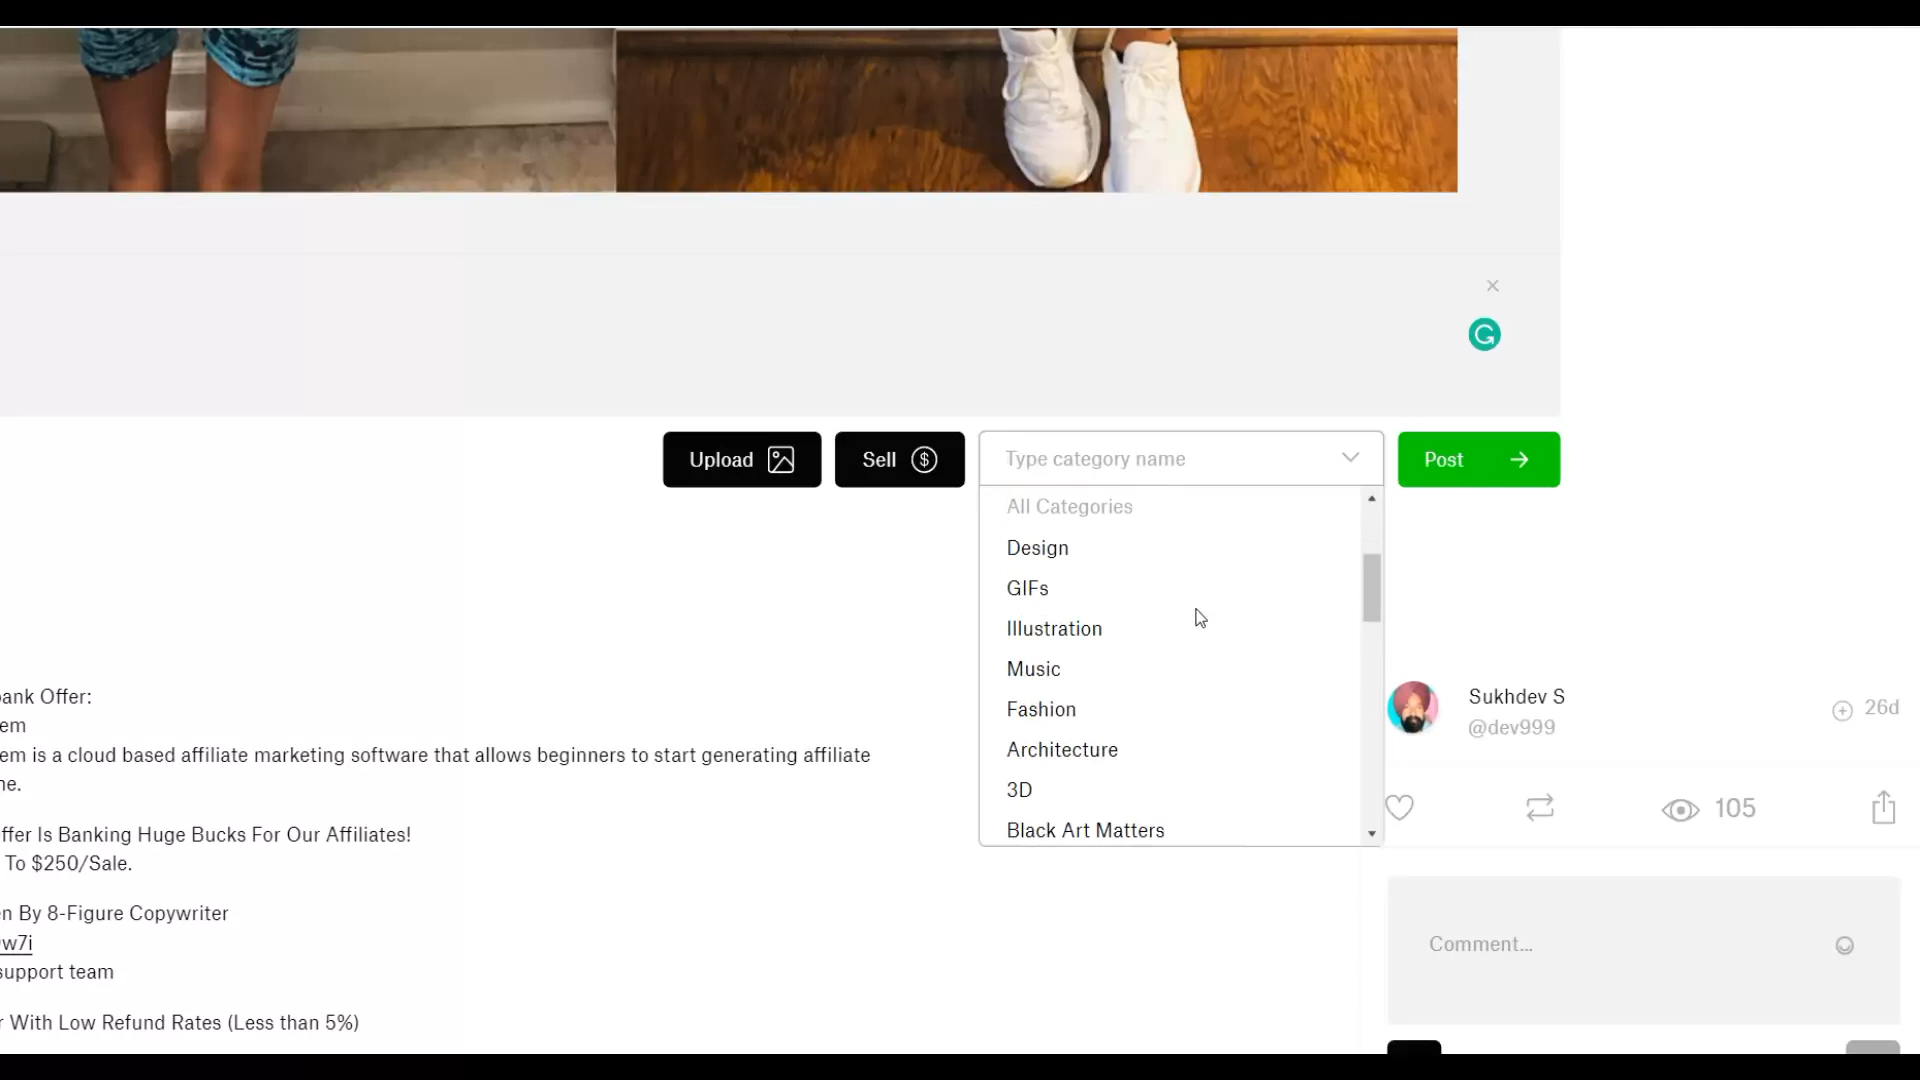 Upload
Sell
Type category name
Post
All Categories
Design
GIFs
Illustration
Music
Fashion
Architecture
3D
Black Art Matters
ank Offer:
em
em is a cloud based affiliate marketing software that allows beginners to start generating affiliate
ne.
ffer Is Banking Huge Bucks For Our Affiliates!
To $250/Sale.
n By 8-Figure Copywriter
w7i
support team
r With Low Refund Rates (Less than 5%)
Sukhdev S
@dev999
26d
105
Comment...